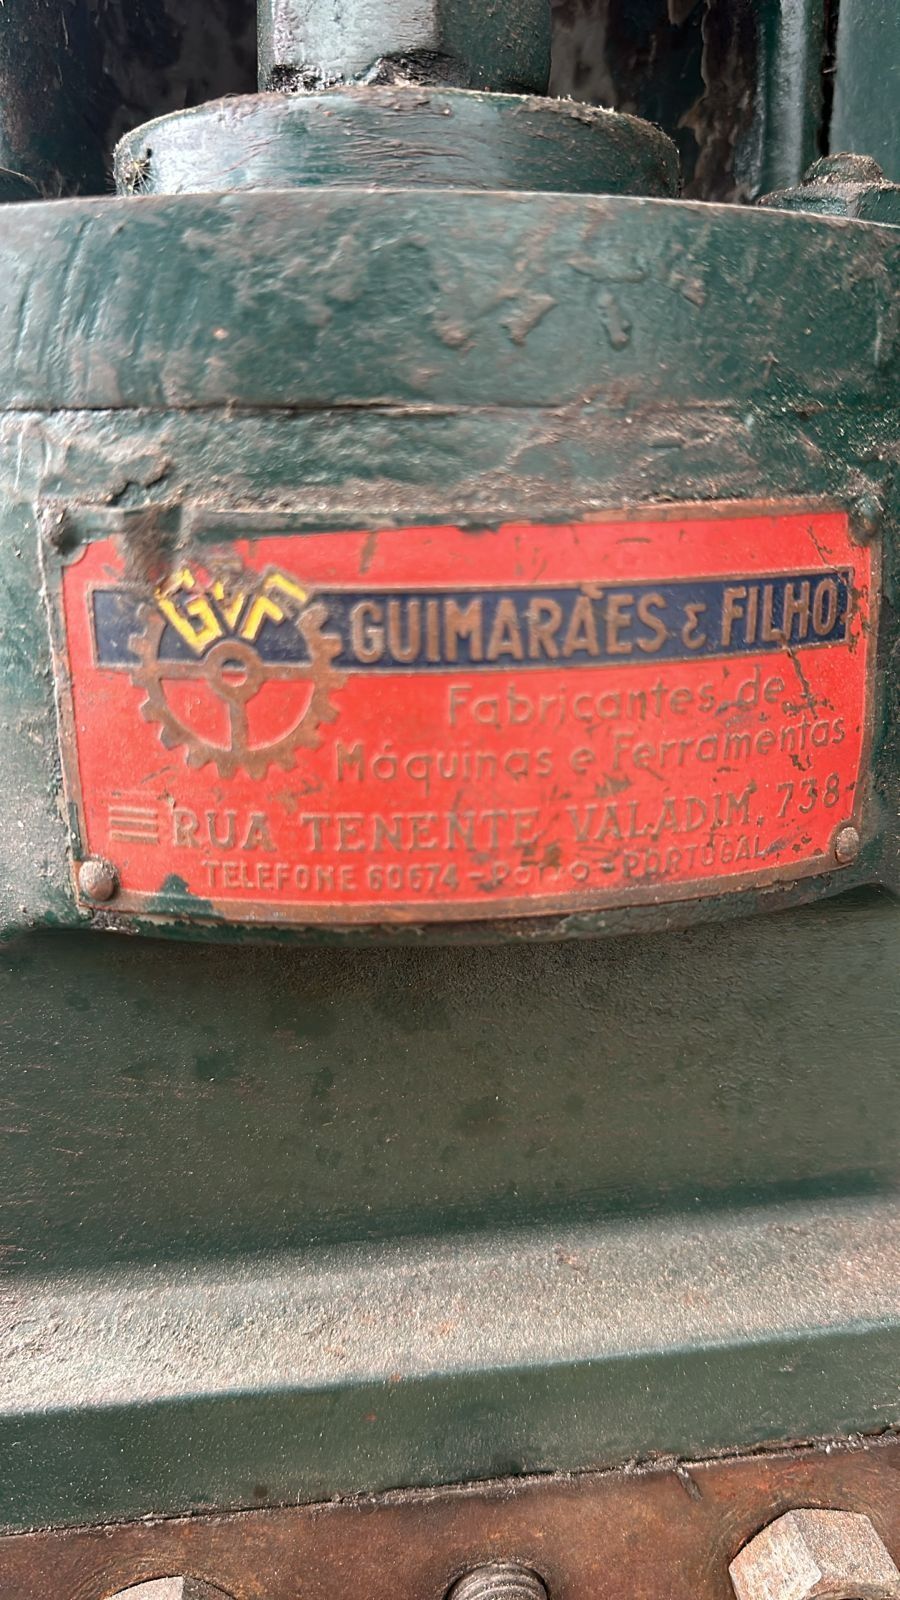 G&F
GUIMARÃES & FILHO
Fabricantes de
Máquinas e Ferramentas
RUA TENENTE VALADIM, 738
TELEFONE 60674 - PORTO - PORTUGAL